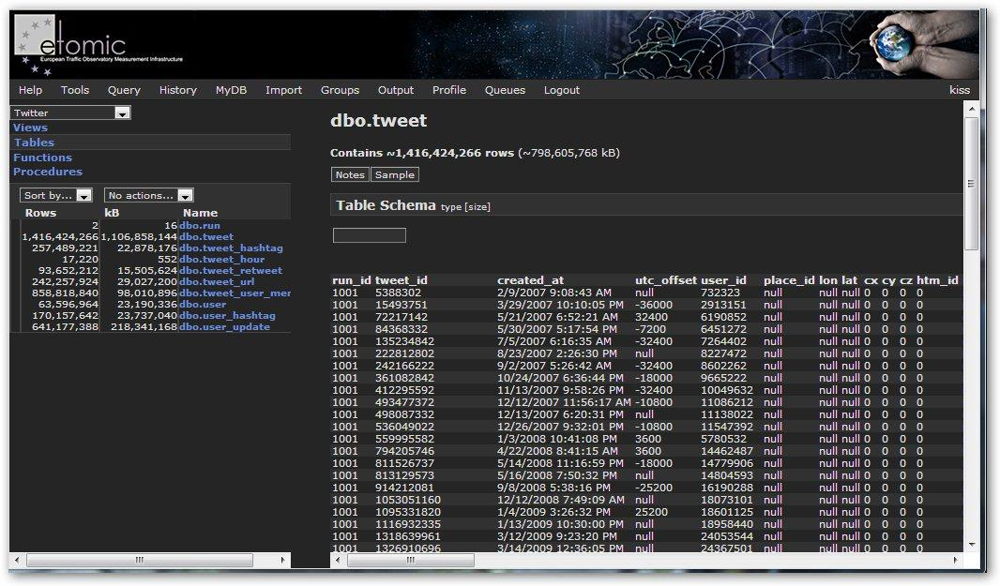 etomic
European Traffic Observatory Measurement Infrastructure
Help Tools Query History MyDB Import Groups Output Profile Queues Logout kiss
Twitter
Views
Tables
Functions
Procedures
Sort by... No actions...
Rows kB Name
2 16 dbo.run
1,416,424,266 1,106,858,144 dbo.tweet
257,489,221 22,878,176 dbo.tweet_hashtag
17,220 552 dbo.tweet_hour
93,652,212 15,505,624 dbo.tweet_retweet
242,257,924 29,027,200 dbo.tweet_url
858,818,840 98,010,896 dbo.tweet_user_mer
63,596,964 23,190,336 dbo.user
170,157,642 23,737,040 dbo.user_hashtag
641,177,388 218,341,168 dbo.user_update
dbo.tweet
Contains ~1,416,424,266 rows (~798,605,768 kB)
Notes Sample
Table Schema type [size]
run_id tweet_id created_at utc_offset user_id place_id lon lat cx cy cz htm_id
1001 5388302 2/9/2007 9:08:43 AM null 732323 null null null 0 0 0 0
1001 15493751 3/29/2007 10:10:05 PM -36000 2913151 null null null 0 0 0 0
1001 72217142 5/21/2007 6:52:21 AM 32400 6190852 null null null 0 0 0 0
1001 84368332 5/30/2007 5:17:54 PM -7200 6451272 null null null 0 0 0 0
1001 135234842 7/5/2007 6:16:35 AM -32400 7264402 null null null 0 0 0 0
1001 222812802 8/23/2007 2:26:30 PM null 8227472 null null null 0 0 0 0
1001 242166222 9/2/2007 5:26:42 AM -32400 8602262 null null null 0 0 0 0
1001 361082842 10/24/2007 6:36:44 PM -18000 9665222 null null null 0 0 0 0
1001 412295592 11/13/2007 9:58:26 PM -32400 10049632 null null null 0 0 0 0
1001 493477372 12/12/2007 11:56:17 AM -10800 11086212 null null null 0 0 0 0
1001 498087332 12/13/2007 6:20:31 PM null 11138022 null null null 0 0 0 0
1001 536049022 12/26/2007 9:32:01 PM -10800 11547392 null null null 0 0 0 0
1001 559995582 1/3/2008 10:41:08 PM 3600 5780532 null null null 0 0 0 0
1001 794205746 4/22/2008 8:41:15 AM 3600 14462487 null null null 0 0 0 0
1001 811526737 5/14/2008 11:16:59 PM -18000 14779906 null null null 0 0 0 0
1001 813129573 5/16/2008 7:50:32 PM null 14804593 null null null 0 0 0 0
1001 914212081 9/8/2008 5:38:16 PM -25200 16190288 null null null 0 0 0 0
1001 1053051160 12/12/2008 7:49:09 AM null 18073101 null null null 0 0 0 0
1001 1095331820 1/4/2009 3:26:32 PM 25200 18601125 null null null 0 0 0 0
1001 1116932335 1/13/2009 10:30:00 PM null 18958440 null null null 0 0 0 0
1001 1318639961 3/12/2009 9:23:20 PM null 24053544 null null null 0 0 0 0
1001 1326910696 3/14/2009 12:36:05 PM null 24367501 null null null 0 0 0 0